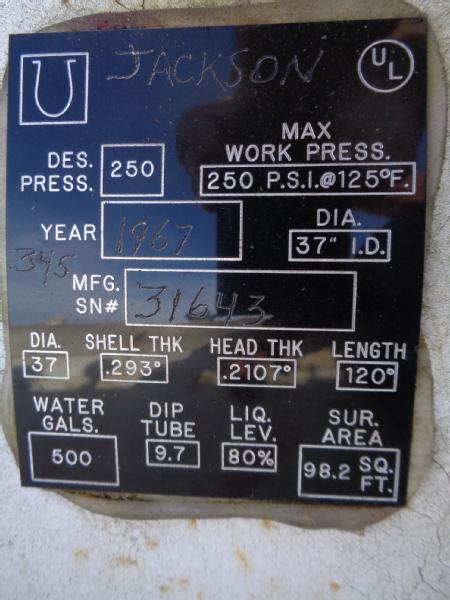 U JACKSON UL
MAX
DES. PRESS. 250 WORK PRESS.
250 P.S.I.@125°F.
YEAR 1967 DIA.
37" I.D.
345
MFG. SN# 31643
DIA. SHELL THK HEAD THK LENGTH
37 .293" .2107" 120"
WATER GALS. DIP TUBE LIQ. LEV. SUR. AREA
500 9.7 80% 98.2 SQ. FT.